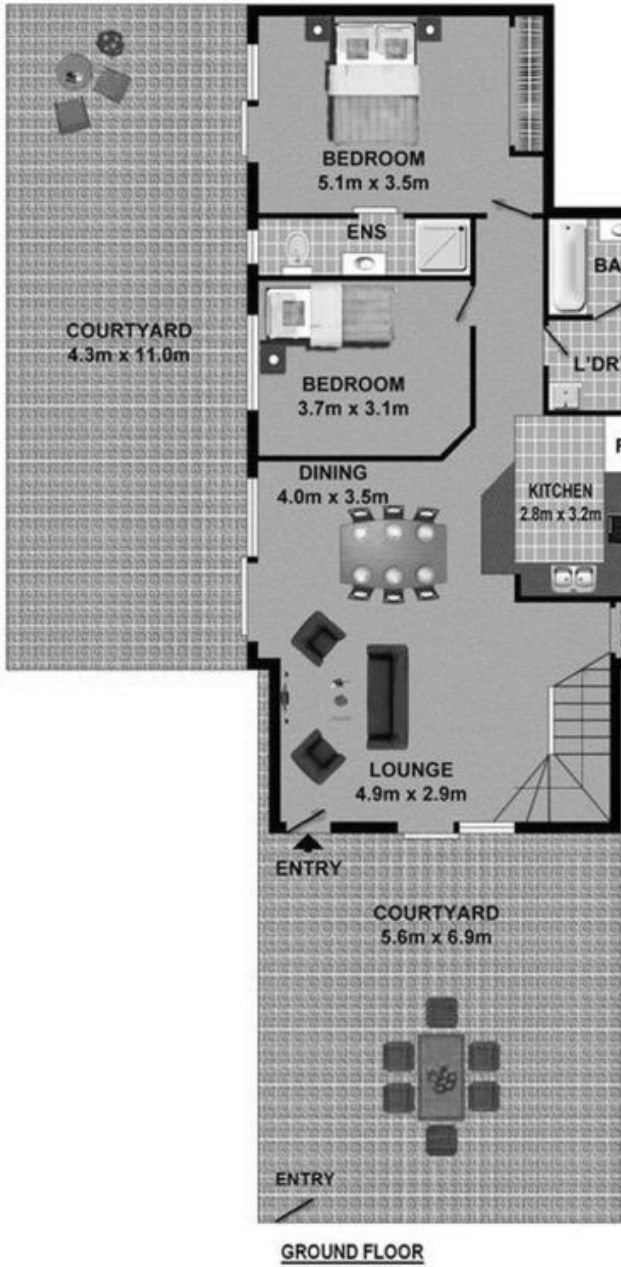 BEDROOM
5.1m x 3.5m
ENS
BA
COURTYARD
4.3m x 11.0m
L'DRY
BEDROOM
3.7m x 3.1m
F
DINING
4.0m x 3.5m
KITCHEN
2.8m x 3.2m
LOUNGE
4.9m x 2.9m
ENTRY
COURTYARD
5.6m x 6.9m
ENTRY
GROUND FLOOR